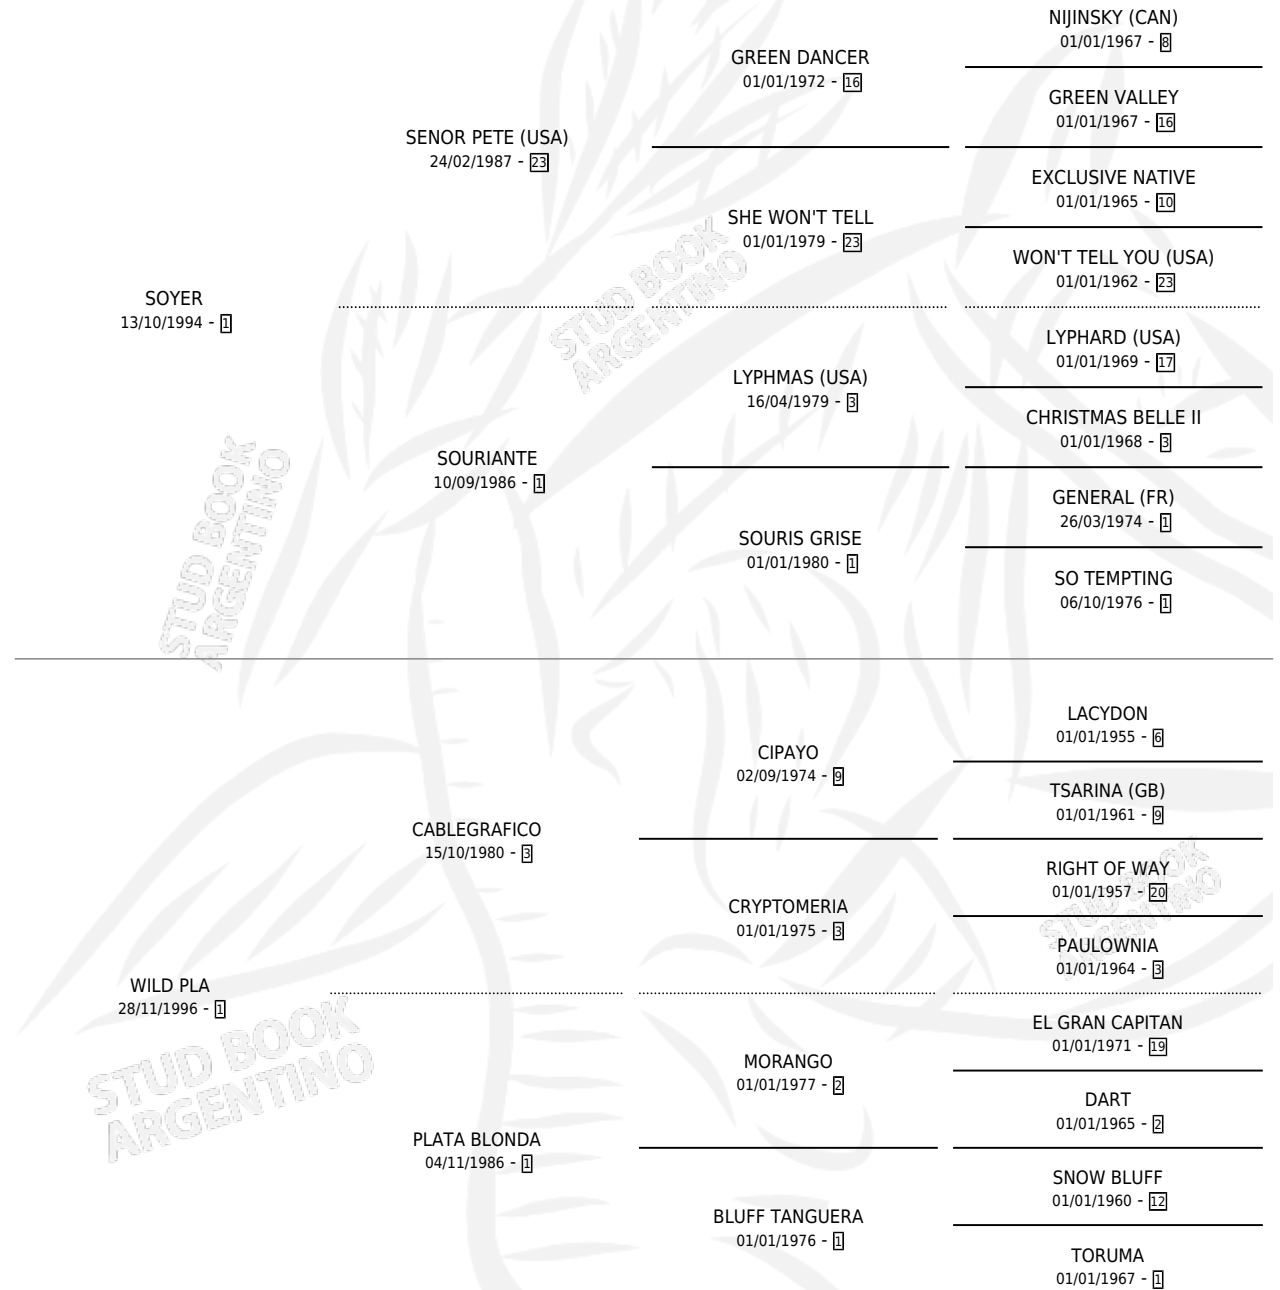 NIJINSKY (CAN)
01/01/1967 - 8
GREEN DANCER
01/01/1972 - 16
GREEN VALLEY
01/01/1967 - 16
SENOR PETE (USA)
24/02/1987 - 23
EXCLUSIVE NATIVE
01/01/1965 - 10
SHE WON'T TELL
01/01/1979 - 23
WON'T TELL YOU (USA)
01/01/1962 - 23
SOYER
13/10/1994 - 1
STUD BOOK
ARGENTINO
LYPHARD (USA)
01/01/1969 - 17
LYPHMAS (USA)
16/04/1979 - 3
CHRISTMAS BELLE II
01/01/1968 - 3
SOURIANTE
10/09/1986 - 1
GENERAL (FR)
26/03/1974 - 1
SOURIS GRISE
01/01/1980 - 1
SO TEMPTING
06/10/1976 - 1
STUD BOOK
ARGENTINO
LACYDON
01/01/1955 - 6
CIPAYO
02/09/1974 - 9
TSARINA (GB)
01/01/1961 - 9
CABLEGRAFICO
15/10/1980 - 3
RIGHT OF WAY
01/01/1957 - 20
CRYPTOMERIA
01/01/1975 - 3
STUD BOOK
ARGENTINO
PAULOWNIA
01/01/1964 - 3
WILD PLA
28/11/1996 - 1
EL GRAN CAPITAN
01/01/1971 - 19
STUD BOOK
ARGENTINO
MORANGO
01/01/1977 - 2
DART
01/01/1965 - 2
PLATA BLONDA
04/11/1986 - 1
SNOW BLUFF
01/01/1960 - 12
BLUFF TANGUERA
01/01/1976 - 1
TORUMA
01/01/1967 - 1